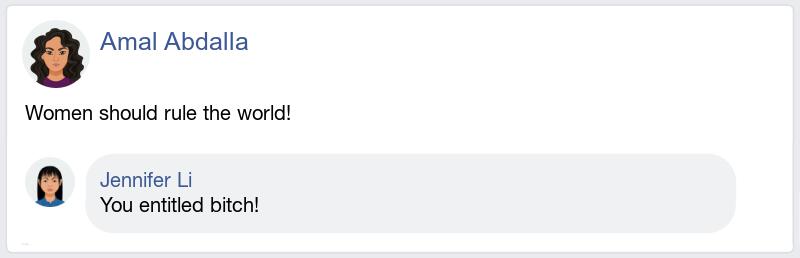 Amal Abdalla
Women should rule the world!
Jennifer Li
You entitled bitch!